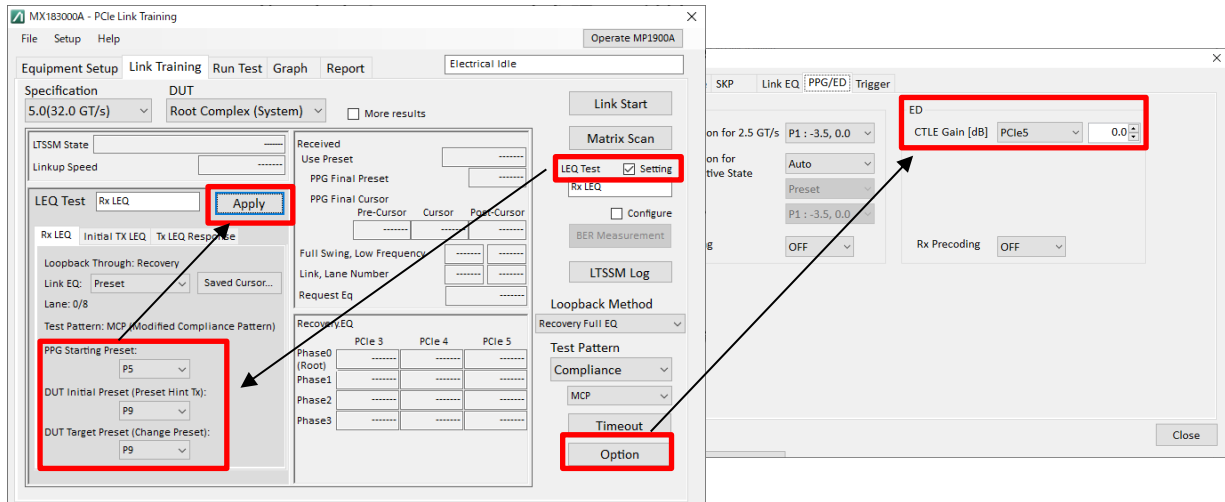 MX183000A - PCIe Link Training
File Setup Help
Operate MP1900A
Equipment Setup Link Training Run Test Graph Report
Electrical Idle
Specification DUT
5.0(32.0 GT/s) Root Complex (System) More results
LTSSM State -------
Linkup Speed -------
LEQ Test Rx LEQ Apply
Rx LEQ Initial TX LEQ Tx LEQ Response
Loopback Through: Recovery
Link EQ: Preset Saved Cursor...
Lane: 0/8
Test Pattern: MCP (Modified Compliance Pattern)
PPG Starting Preset:
P5
DUT Initial Preset (Preset Hint Tx):
P9
DUT Target Preset (Change Preset):
P9
Received
Use Preset -------
PPG Final Preset -------
PPG Final Cursor
Pre-Cursor Cursor Post-Cursor
------- ------- -------
Full Swing, Low Frequency ------- -------
Link, Lane Number ------- -------
Request Eq -------
Recovery.EQ
PCIe 3 PCIe 4 PCIe 5
Phase0 ------- ------- -------
(Root)
Phase1 ------- ------- -------
Phase2 ------- ------- -------
Phase3 ------- ------- -------
Link Start
Matrix Scan
LEQ Test Setting
Rx LEQ
Configure
BER Measurement
LTSSM Log
Loopback Method
Recovery Full EQ
Test Pattern
Compliance
MCP
Timeout
Option
SKP Link EQ PPG/ED Trigger
on for 2.5 GT/s P1 : -3.5, 0.0
on for
tive State Auto
Preset
P1 : -3.5, 0.0
g OFF
ED
CTLE Gain [dB] PCIe5 0.0
Rx Precoding OFF
Close